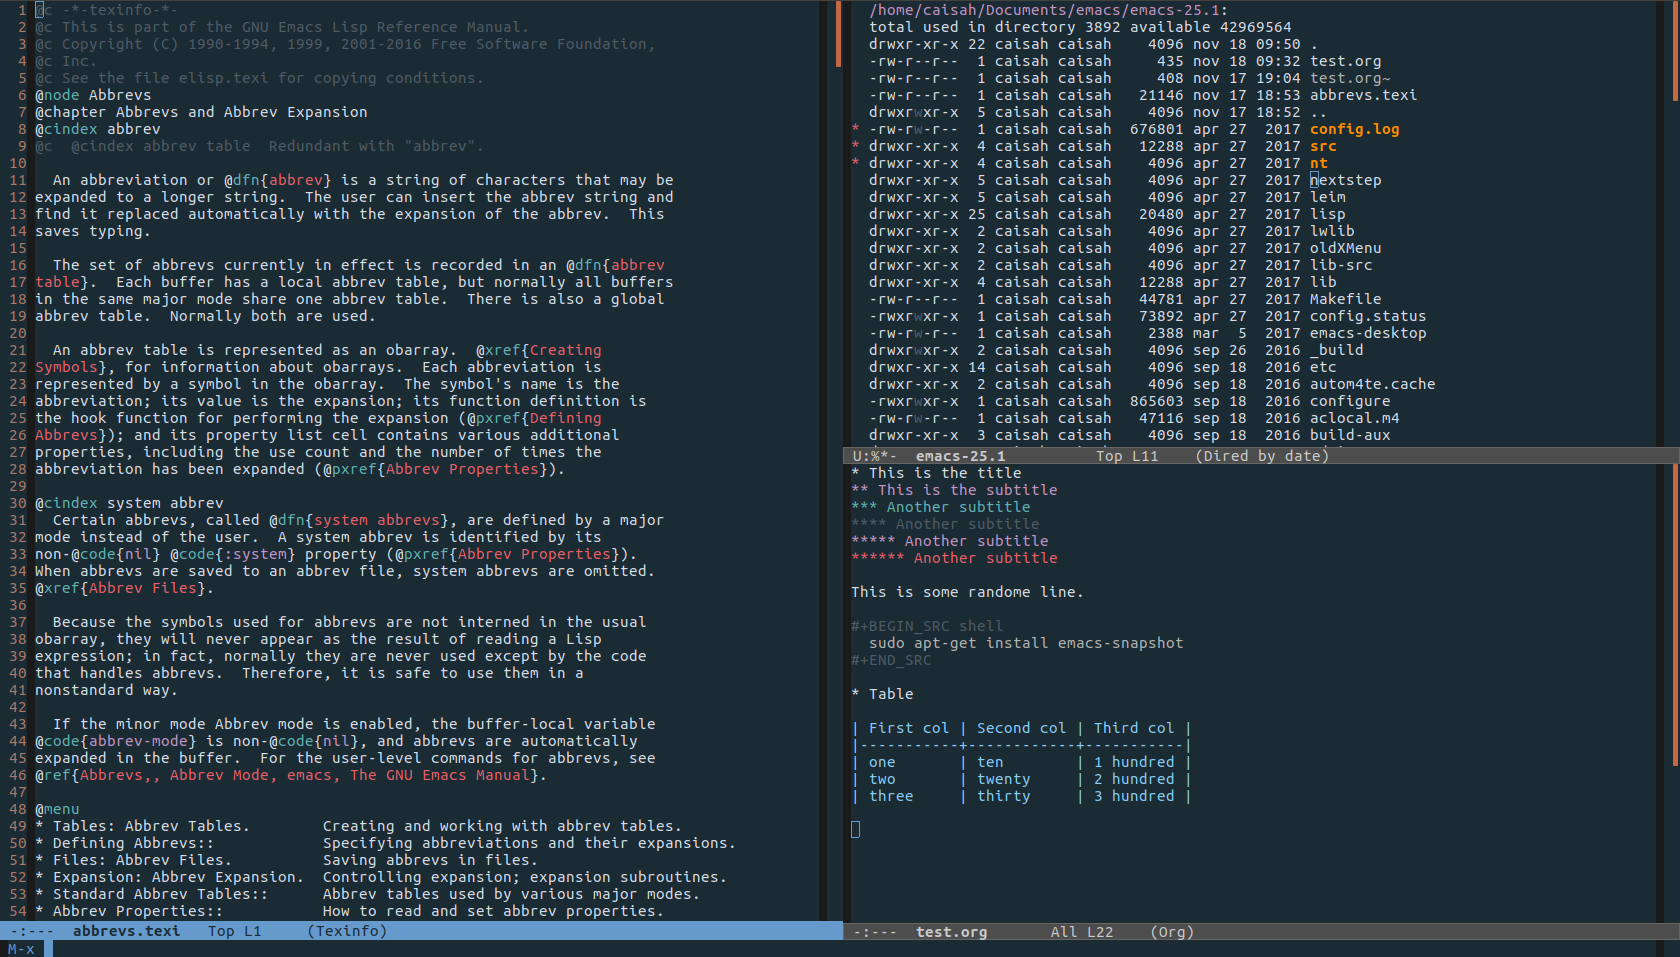 1 @c -*-texinfo-*-
2 @c This is part of the GNU Emacs Lisp Reference Manual.
3 @c Copyright (C) 1990-1994, 1999, 2001-2016 Free Software Foundation,
4 @c Inc.
5 @c See the file elisp.texi for copying conditions.
6 @node Abbrevs
7 @chapter Abbrevs and Abbrev Expansion
8 @cindex abbrev
9 @c  @cindex abbrev table  Redundant with "abbrev".
10
11   An abbreviation or @dfn{abbrev} is a string of characters that may be
12 expanded to a longer string.  The user can insert the abbrev string and
13 find it replaced automatically with the expansion of the abbrev.  This
14 saves typing.
15
16   The set of abbrevs currently in effect is recorded in an @dfn{abbrev
17 table}.  Each buffer has a local abbrev table, but normally all buffers
18 in the same major mode share one abbrev table.  There is also a global
19 abbrev table.  Normally both are used.
20
21   An abbrev table is represented as an obarray.  @xref{Creating
22 Symbols}, for information about obarrays.  Each abbreviation is
23 represented by a symbol in the obarray.  The symbol's name is the
24 abbreviation; its value is the expansion; its function definition is
25 the hook function for performing the expansion (@pxref{Defining
26 Abbrevs}); and its property list cell contains various additional
27 properties, including the use count and the number of times the
28 abbreviation has been expanded (@pxref{Abbrev Properties}).
29
30 @cindex system abbrev
31   Certain abbrevs, called @dfn{system abbrevs}, are defined by a major
32 mode instead of the user.  A system abbrev is identified by its
33 non-@code{nil} @code{:system} property (@pxref{Abbrev Properties}).
34 When abbrevs are saved to an abbrev file, system abbrevs are omitted.
35 @xref{Abbrev Files}.
36
37   Because the symbols used for abbrevs are not interned in the usual
38 obarray, they will never appear as the result of reading a Lisp
39 expression; in fact, normally they are never used except by the code
40 that handles abbrevs.  Therefore, it is safe to use them in a
41 nonstandard way.
42
43   If the minor mode Abbrev mode is enabled, the buffer-local variable
44 @code{abbrev-mode} is non-@code{nil}, and abbrevs are automatically
45 expanded in the buffer.  For the user-level commands for abbrevs, see
46 @ref{Abbrevs,, Abbrev Mode, emacs, The GNU Emacs Manual}.
47
48 @menu
49 * Tables: Abbrev Tables.        Creating and working with abbrev tables.
50 * Defining Abbrevs::            Specifying abbreviations and their expansions.
51 * Files: Abbrev Files.          Saving abbrevs in files.
52 * Expansion: Abbrev Expansion.  Controlling expansion; expansion subroutines.
53 * Standard Abbrev Tables::      Abbrev tables used by various major modes.
54 * Abbrev Properties::           How to read and set abbrev properties.
-:---  abbrevs.texi   Top L1     (Texinfo)
M-x
/home/caisah/Documents/emacs/emacs-25.1:
total used in directory 3892 available 42969564
drwxr-xr-x 22 caisah caisah    4096 nov 18 09:50 .
-rw-r--r--  1 caisah caisah     435 nov 18 09:32 test.org
-rw-r--r--  1 caisah caisah     408 nov 17 19:04 test.org~
-rw-r--r--  1 caisah caisah   21146 nov 17 18:53 abbrevs.texi
drwxrwxr-x  5 caisah caisah    4096 nov 17 18:52 ..
* -rw-rw-r--  1 caisah caisah  676801 apr 27  2017 config.log
* drwxr-xr-x  4 caisah caisah   12288 apr 27  2017 src
* drwxr-xr-x  4 caisah caisah    4096 apr 27  2017 nt
drwxr-xr-x  5 caisah caisah    4096 apr 27  2017 nextstep
drwxr-xr-x  5 caisah caisah    4096 apr 27  2017 leim
drwxr-xr-x 25 caisah caisah   20480 apr 27  2017 lisp
drwxr-xr-x  2 caisah caisah    4096 apr 27  2017 lwlib
drwxr-xr-x  2 caisah caisah    4096 apr 27  2017 oldXMenu
drwxr-xr-x  2 caisah caisah    4096 apr 27  2017 lib-src
drwxr-xr-x  4 caisah caisah   12288 apr 27  2017 lib
-rw-rw-r--  1 caisah caisah   44781 apr 27  2017 Makefile
-rwxrwxr-x  1 caisah caisah   73892 apr 27  2017 config.status
-rw-rw-r--  1 caisah caisah    2388 mar  5  2017 emacs-desktop
drwxrwxr-x  2 caisah caisah    4096 sep 26  2016 _build
drwxr-xr-x 14 caisah caisah    4096 sep 18  2016 etc
drwxr-xr-x  2 caisah caisah    4096 sep 18  2016 autom4te.cache
-rwxrwxr-x  1 caisah caisah  865603 sep 18  2016 configure
-rw-rw-r--  1 caisah caisah   47116 sep 18  2016 aclocal.m4
drwxr-xr-x  3 caisah caisah    4096 sep 18  2016 build-aux
U:%*-  emacs-25.1          Top L11    (Dired by date)
* This is the title
** This is the subtitle
*** Another subtitle
**** Another subtitle
***** Another subtitle
****** Another subtitle
This is some randome line.
#+BEGIN_SRC shell
  sudo apt-get install emacs-snapshot
#+END_SRC
* Table
| First col | Second col | Third col |
|-----------+------------+-----------|
| one       | ten        | 1 hundred |
| two       | twenty     | 2 hundred |
| three     | thirty     | 3 hundred |
-:---  test.org       All L22    (Org)